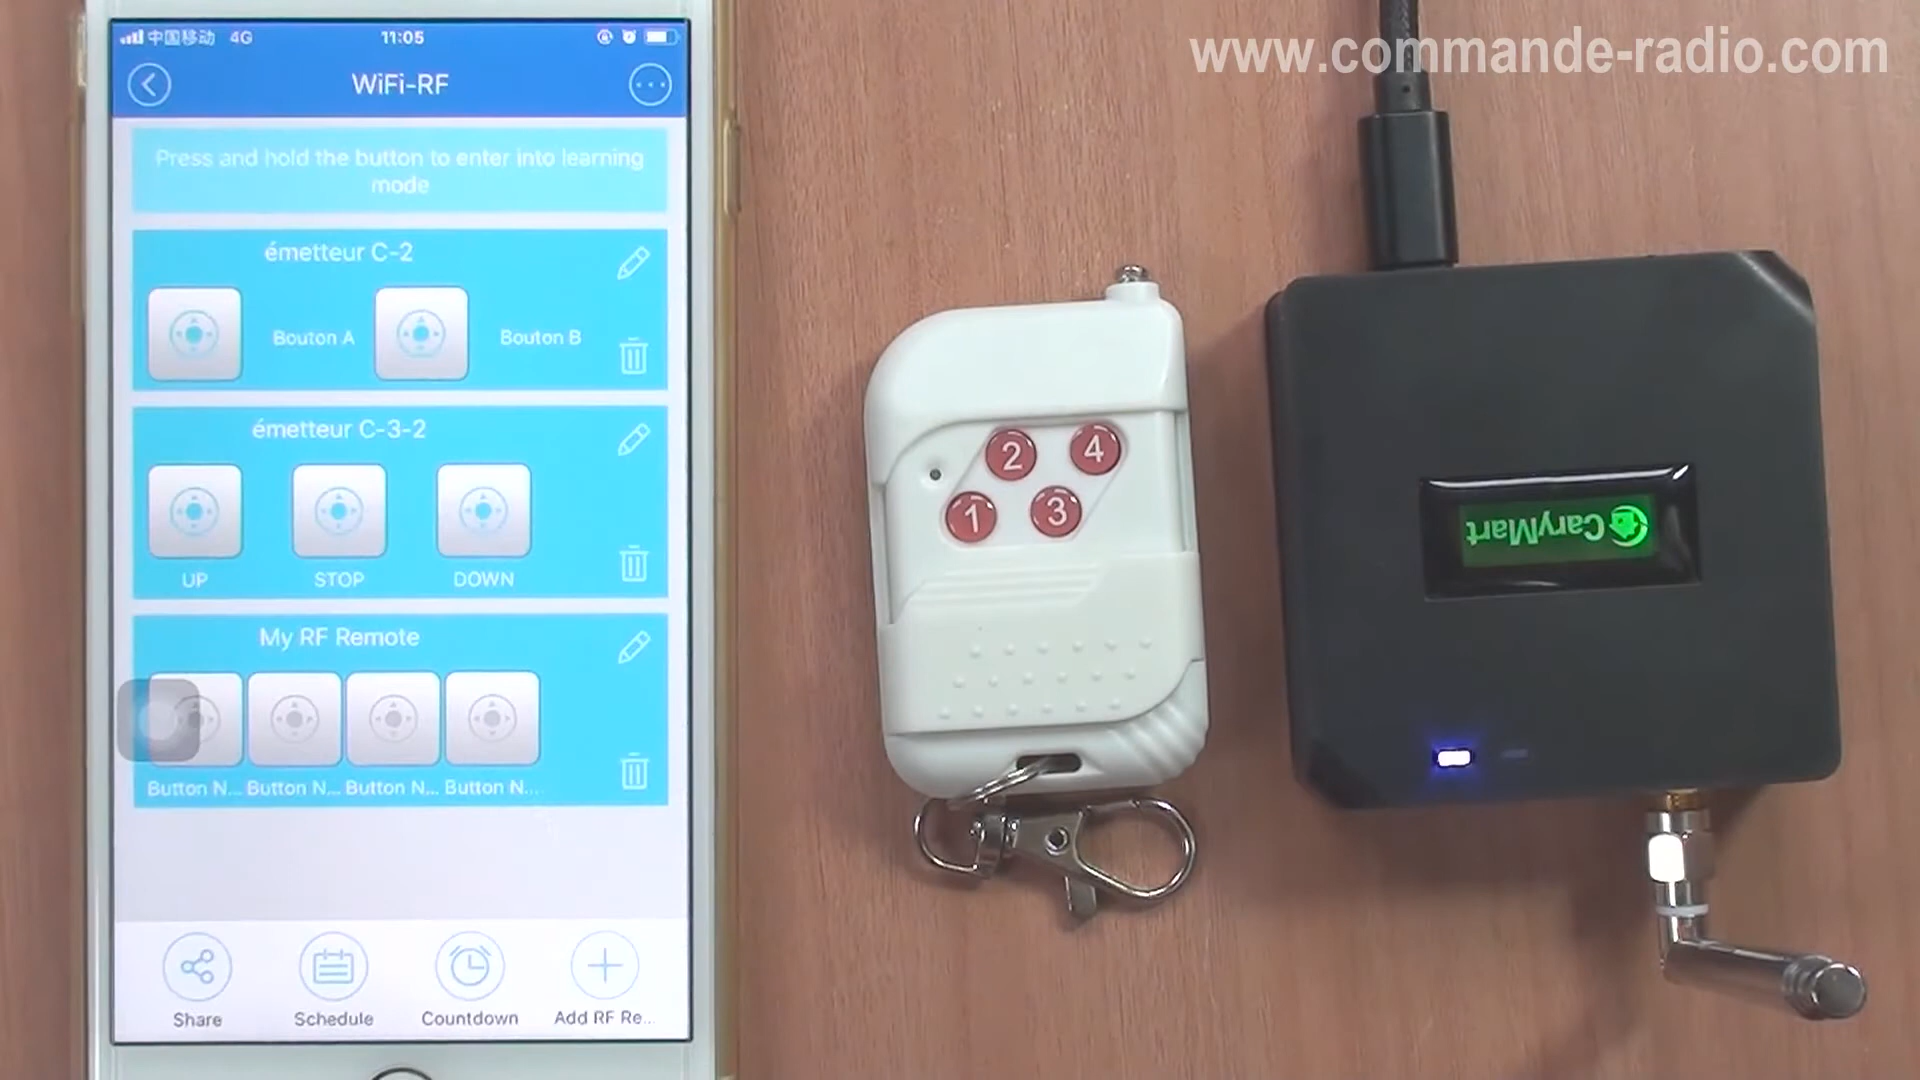 www.commande-radio.com
中国移动 4G 11:05
WiFi-RF
Press and hold the button to enter into learning
mode
émetteur C-2
Bouton A Bouton B
émetteur C-3-2
UP STOP DOWN
My RF Remote
Button N... Button N... Button N... Button N...
Share Schedule Countdown Add RF Re...
2 4
1 3
CaryMart